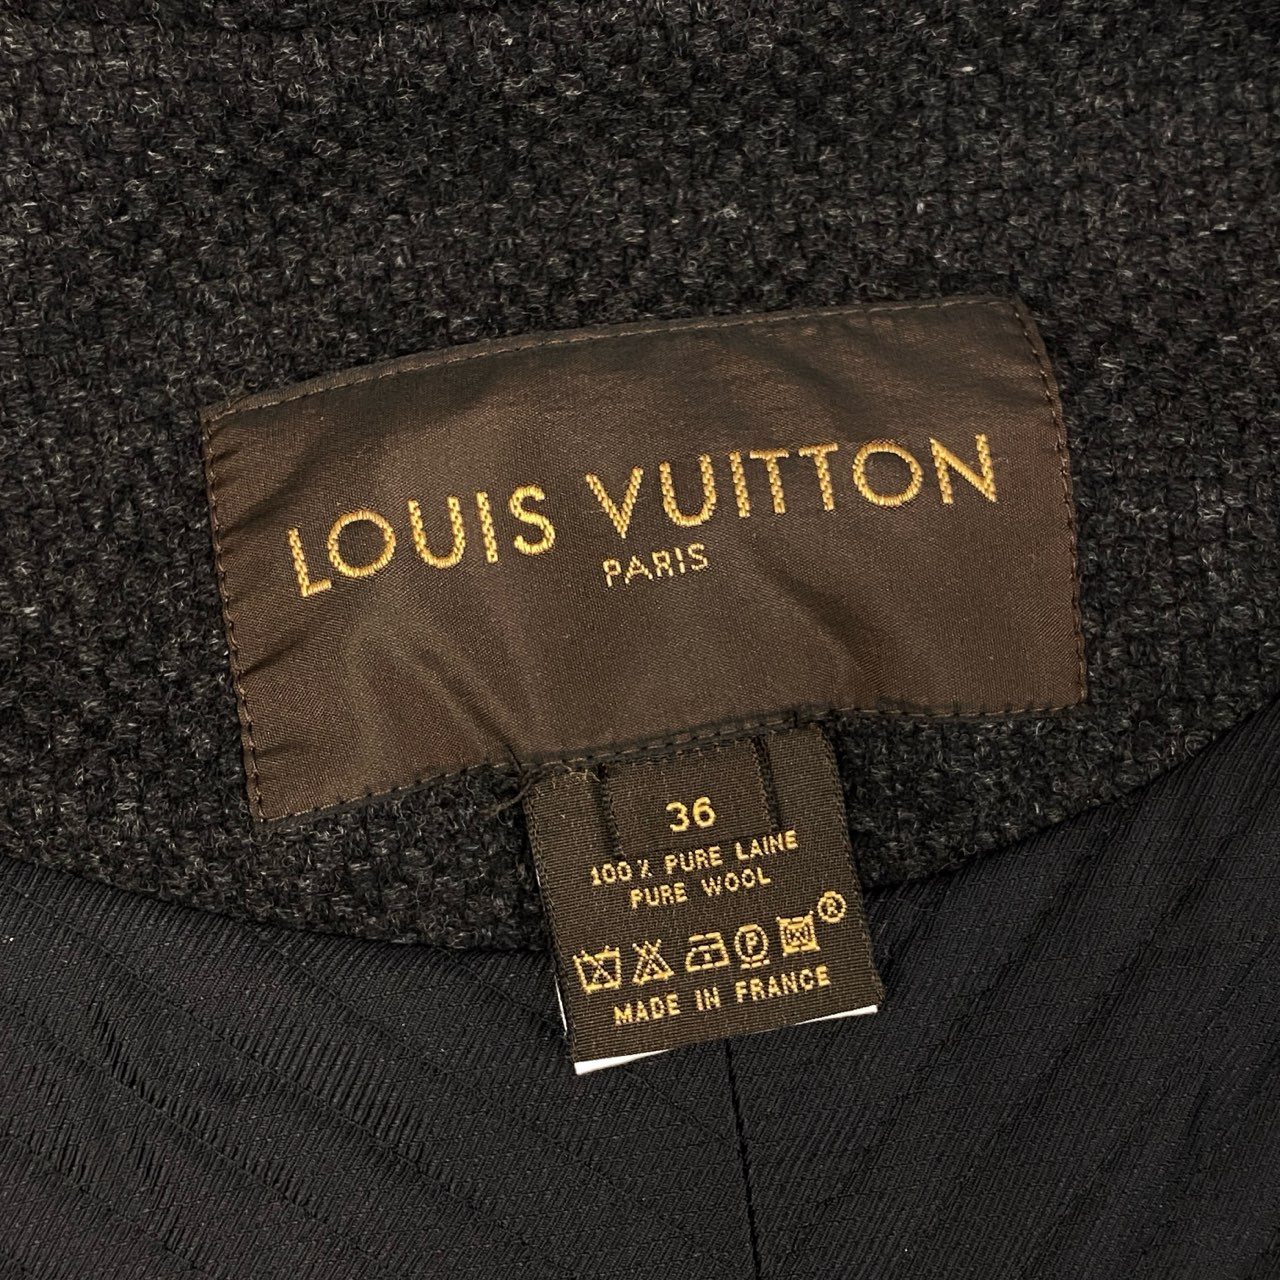 LOUIS VUITTON
PARIS
36
100% PURE LAINE
PURE WOOL
P ®
MADE IN FRANCE